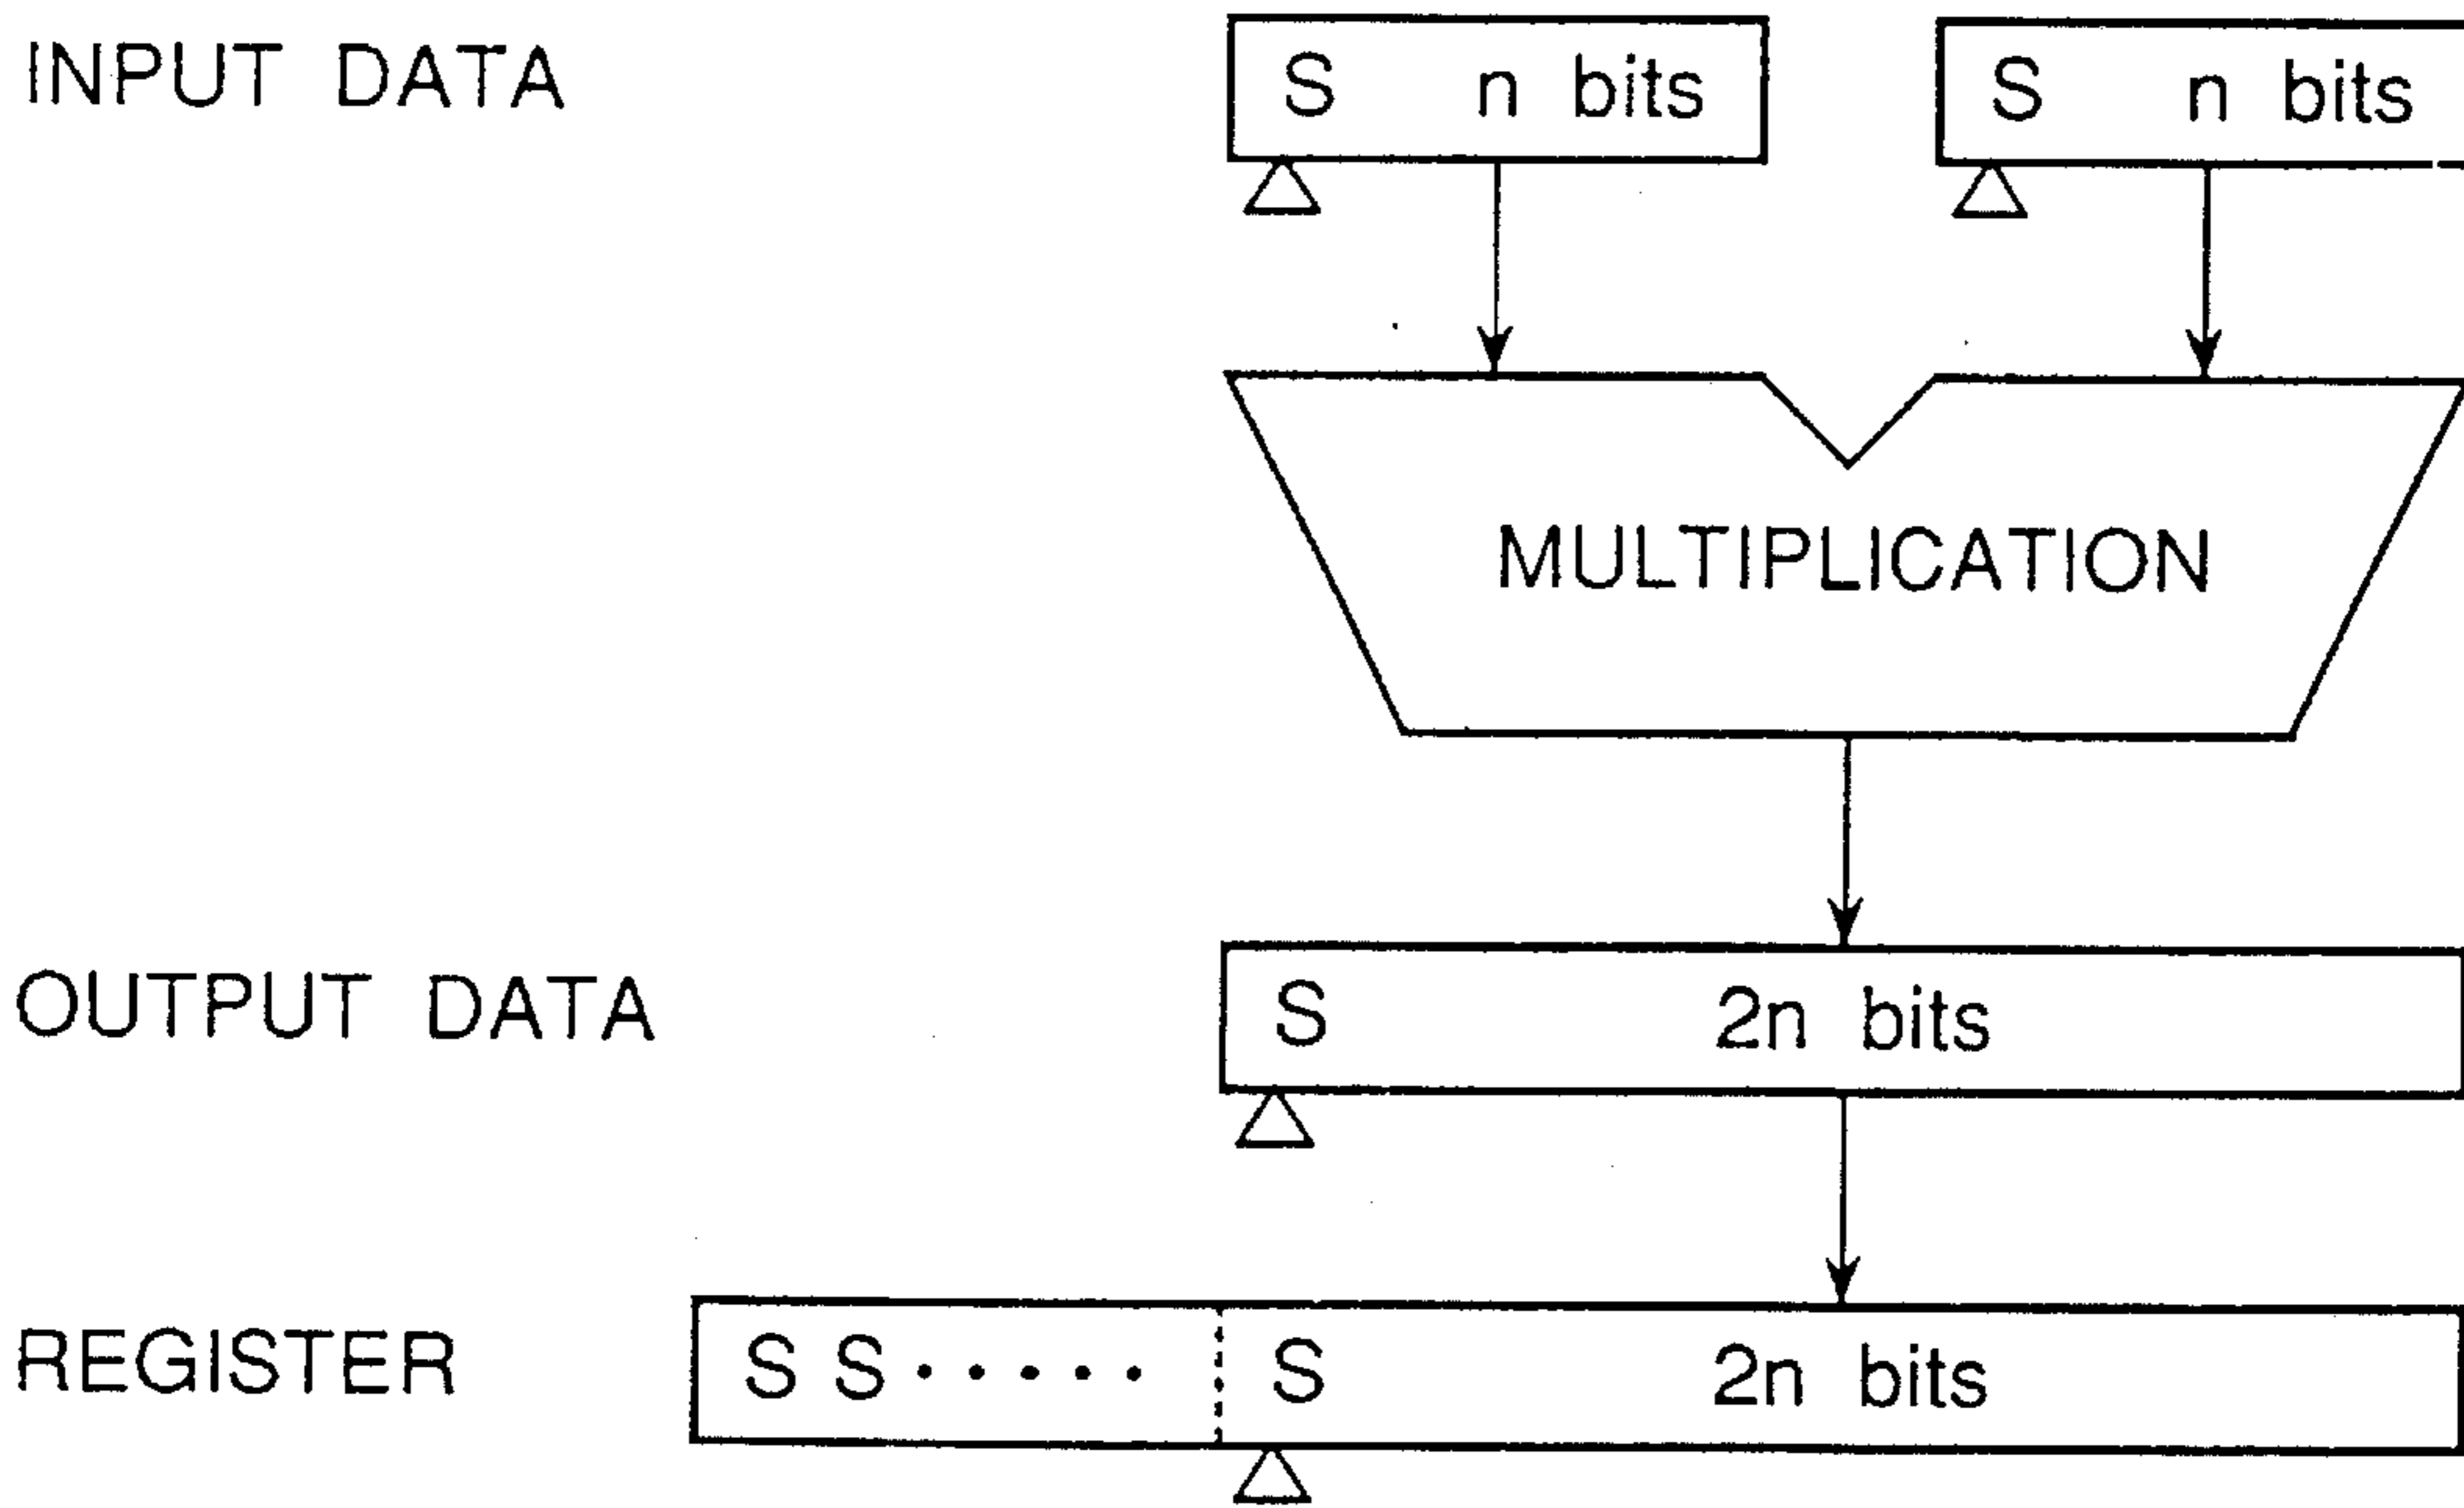 INPUT DATA S n bits S n bits
MULTIPLICATION
OUTPUT DATA S 2n bits
REGISTER S S · · · · · S 2n bits